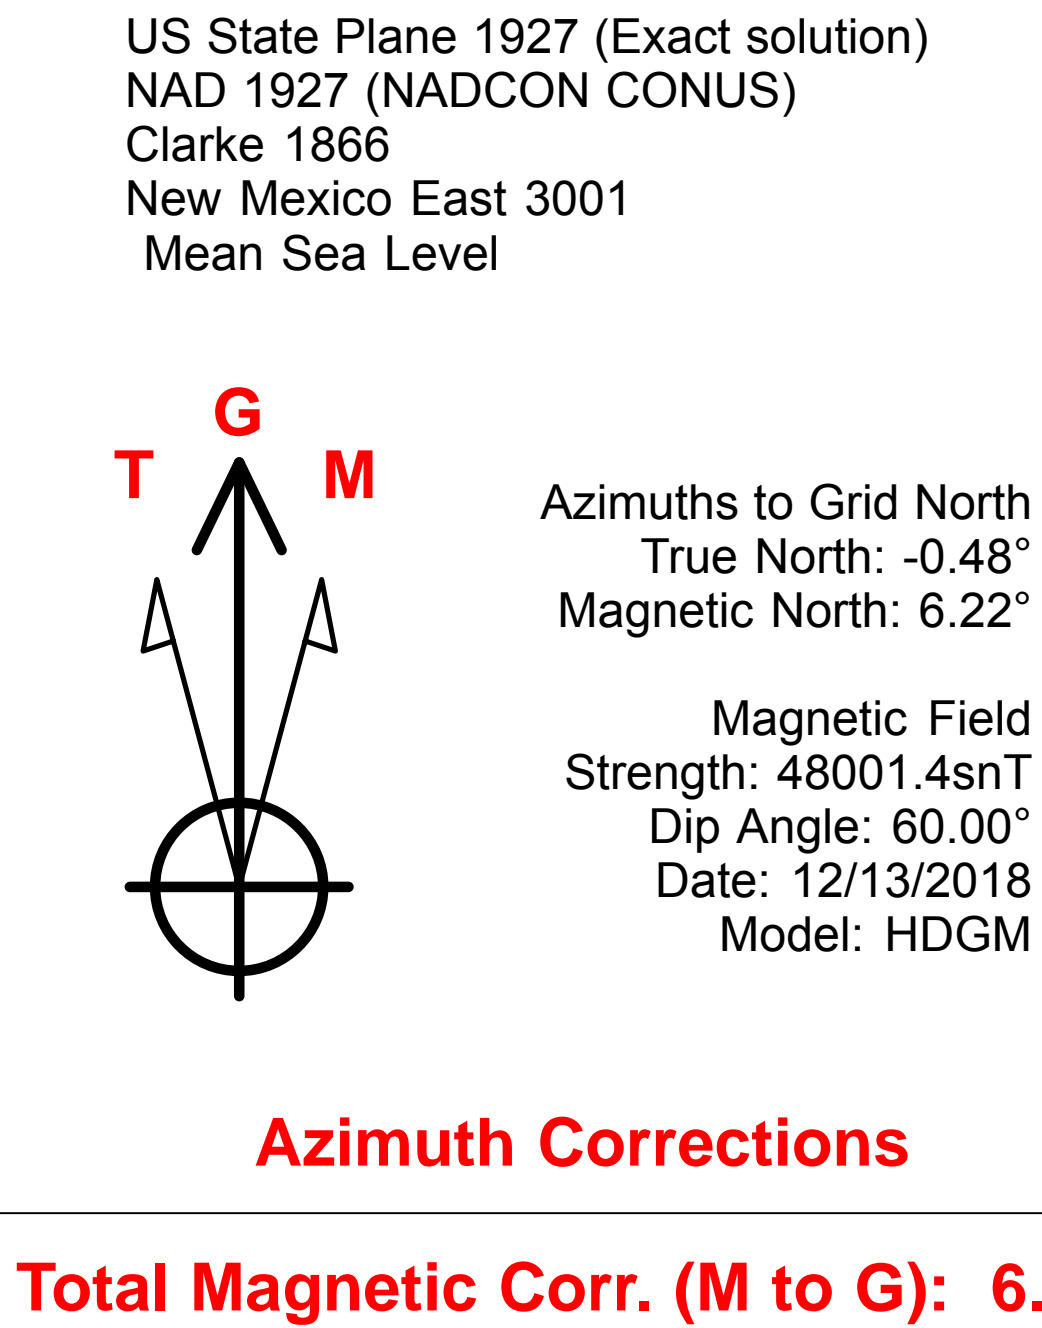 US State Plane 1927 (Exact solution)
NAD 1927 (NADCON CONUS)
Clarke 1866
New Mexico East 3001
Mean Sea Level
G
T M
Azimuths to Grid North
True North: -0.48°
Magnetic North: 6.22°
Magnetic Field
Strength: 48001.4snT
Dip Angle: 60.00°
Date: 12/13/2018
Model: HDGM
Azimuth Corrections
Total Magnetic Corr. (M to G): 6.